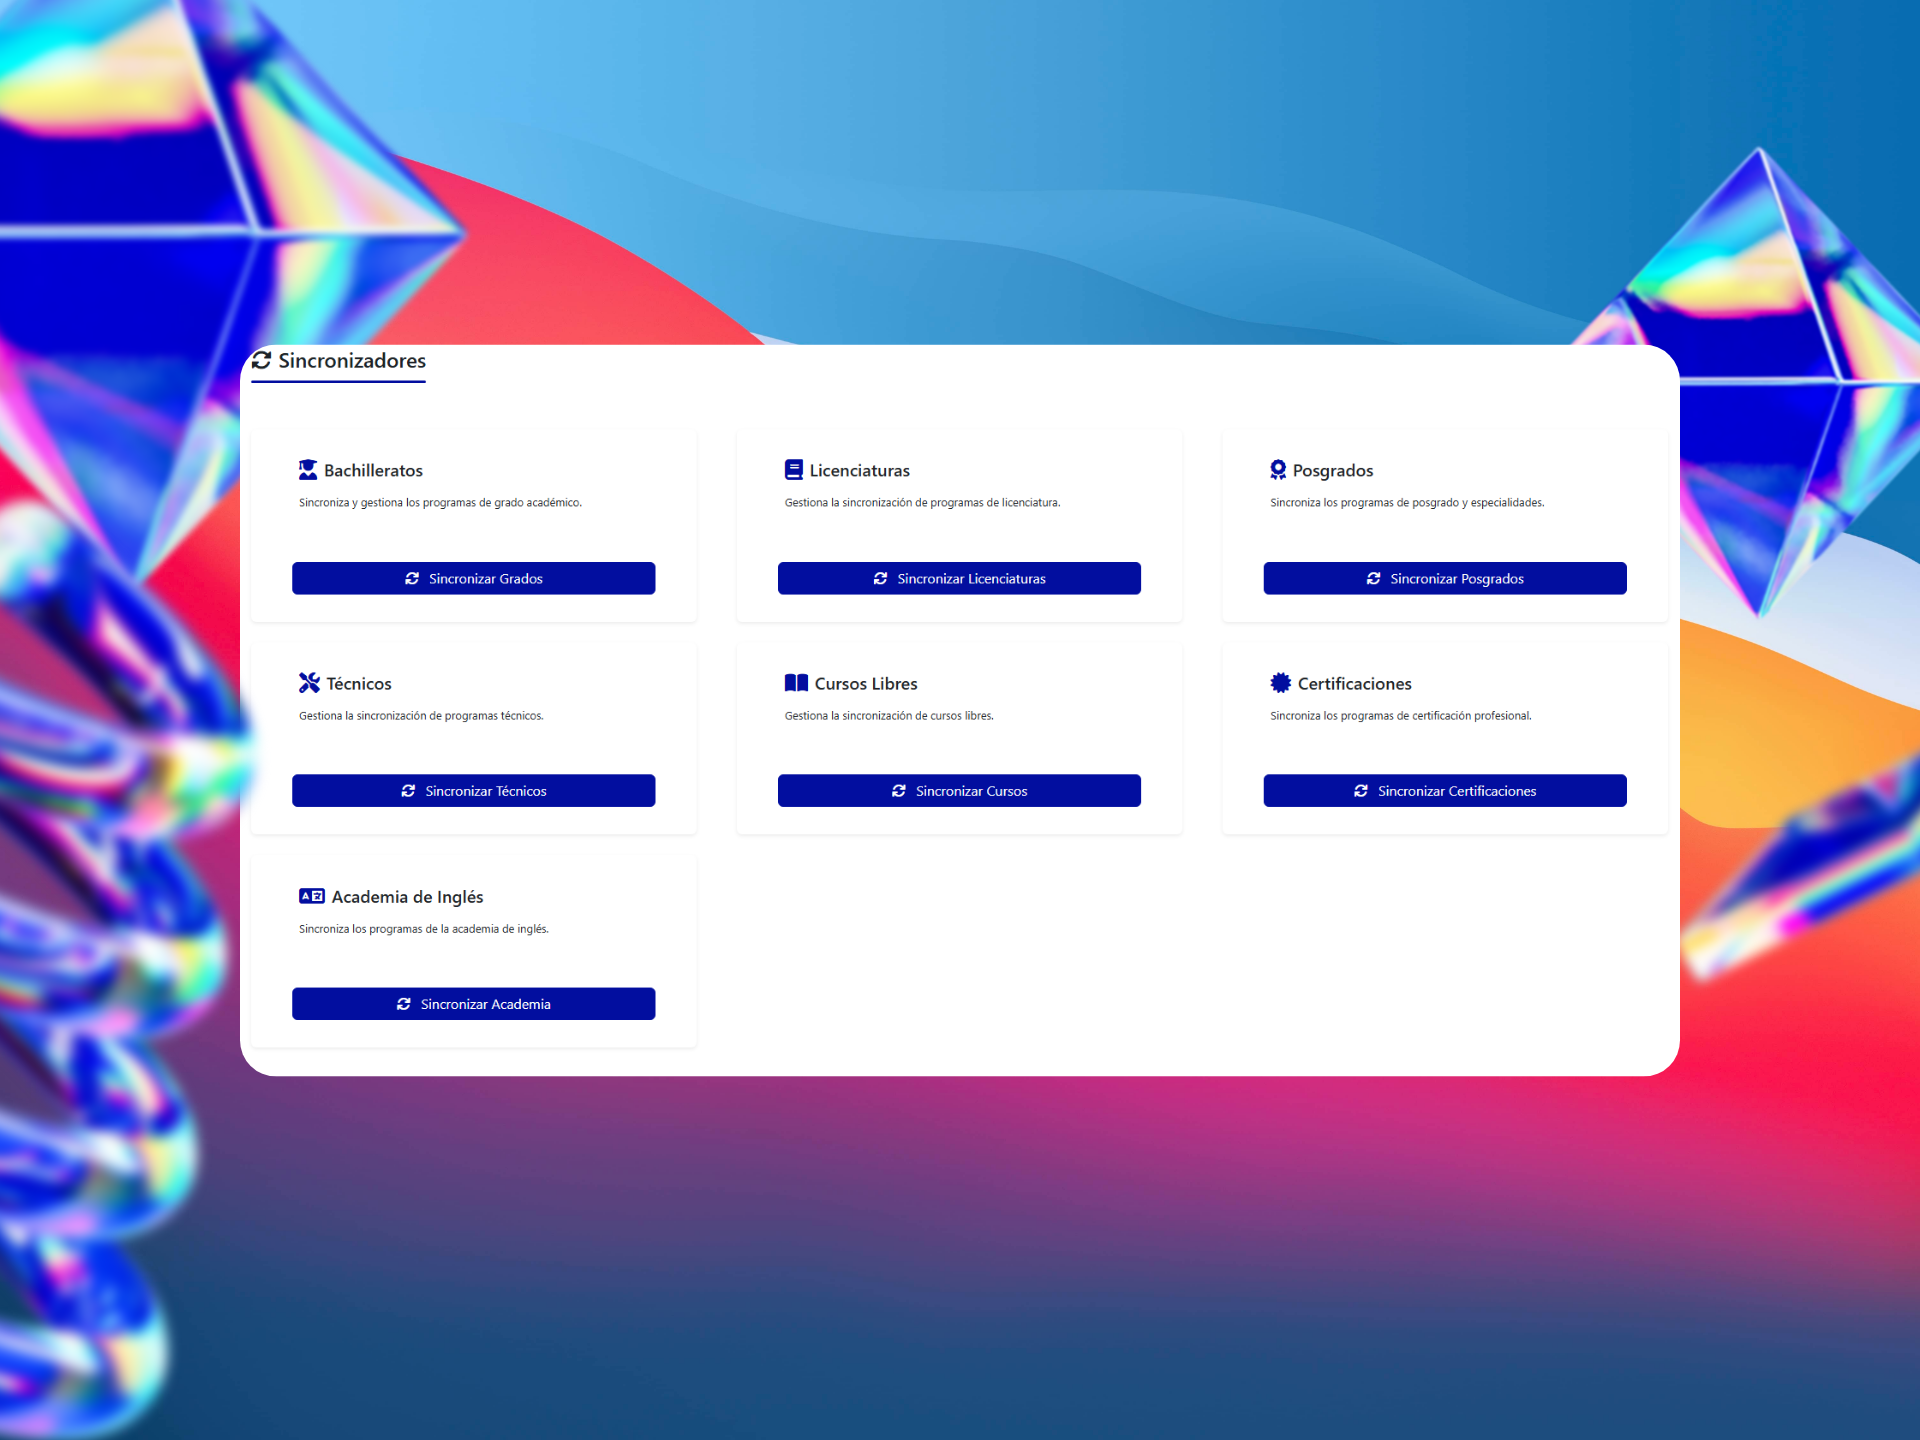 Sincronizadores
Bachilleratos
Sincroniza y gestiona los programas de grado académico.
Sincronizar Grados
Licenciaturas
Gestiona la sincronización de programas de licenciatura.
Sincronizar Licenciaturas
Posgrados
Sincroniza los programas de posgrado y especialidades.
Sincronizar Posgrados
Técnicos
Gestiona la sincronización de programas técnicos.
Sincronizar Técnicos
Cursos Libres
Gestiona la sincronización de cursos libres.
Sincronizar Cursos
Certificaciones
Sincroniza los programas de certificación profesional.
Sincronizar Certificaciones
Academia de Inglés
Sincroniza los programas de la academia de inglés.
Sincronizar Academia